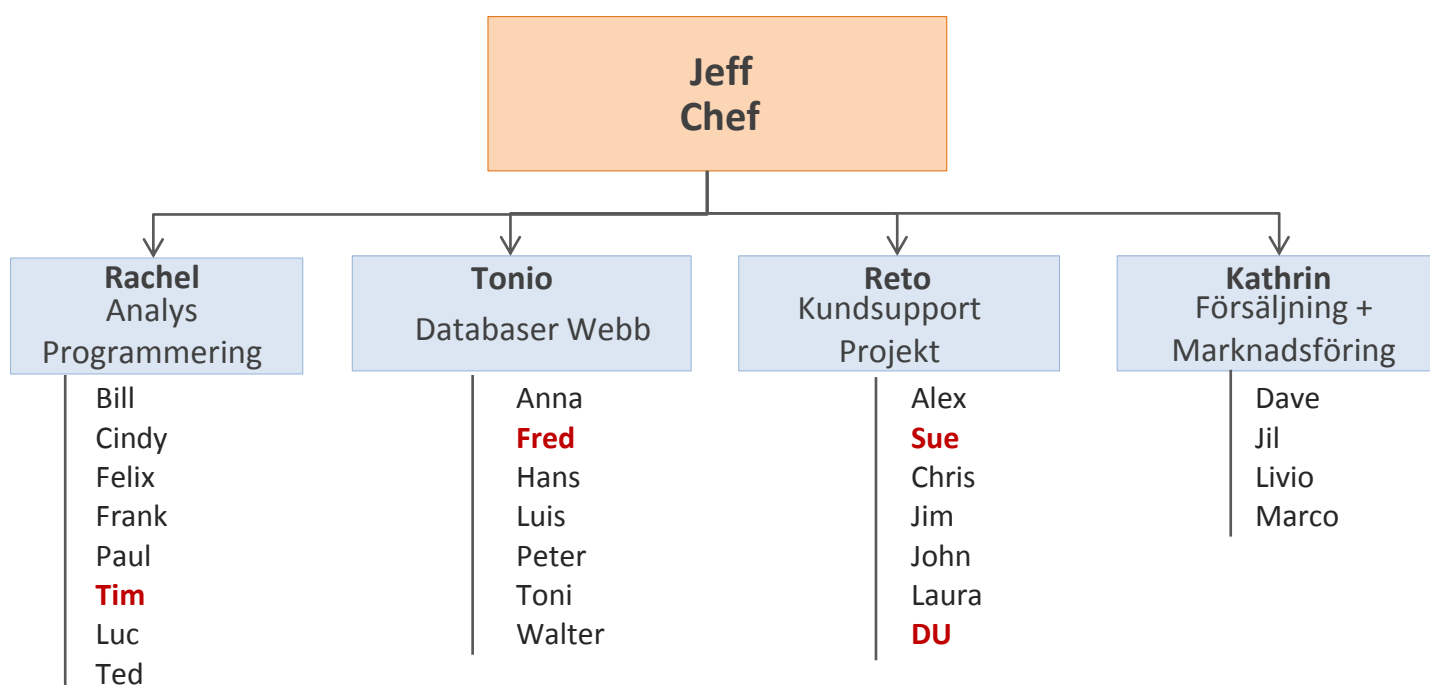 Jeff
Chef
Rachel
Analys
Programmering
Bill
Cindy
Felix
Frank
Paul
Tim
Luc
Ted
Tonio
Databaser Webb
Anna
Fred
Hans
Luis
Peter
Toni
Walter
Reto
Kundsupport
Projekt
Alex
Sue
Chris
Jim
John
Laura
DU
Kathrin
Försäljning +
Marknadsföring
Dave
Jil
Livio
Marco